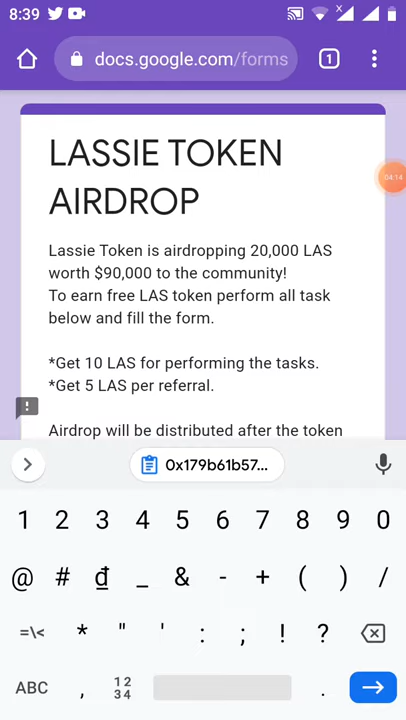 8:39
docs.google.com/forms
1
LASSIE TOKEN
AIRDROP
04:14
Lassie Token is airdropping 20,000 LAS
worth $90,000 to the community!
To earn free LAS token perform all task
below and fill the form.
*Get 10 LAS for performing the tasks.
*Get 5 LAS per referral.
Airdrop will be distributed after the token
0x179b61b57...
1 2 3 4 5 6 7 8 9 0
@ # đ _ & - + ( ) /
=\< * " ' : ; ! ?
ABC , 12 .
34